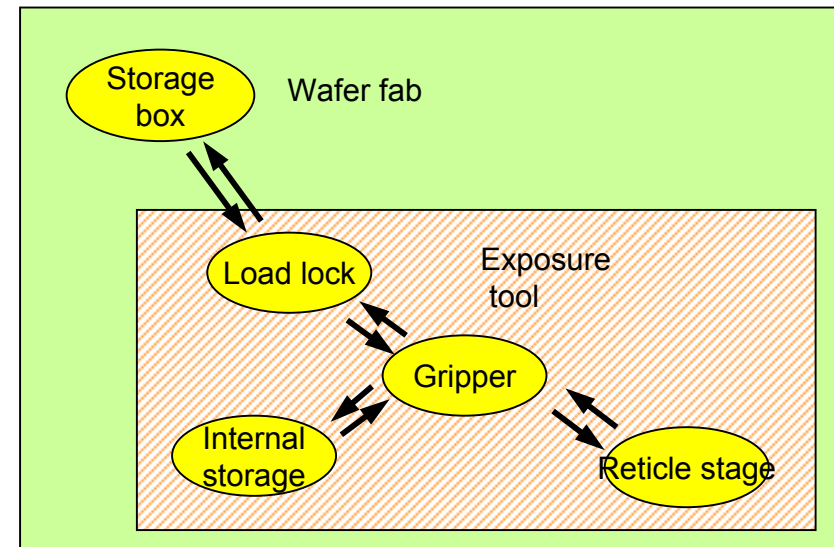 Storage
box
Wafer fab
Load lock
Exposure
tool
Gripper
Internal
storage
Reticle stage